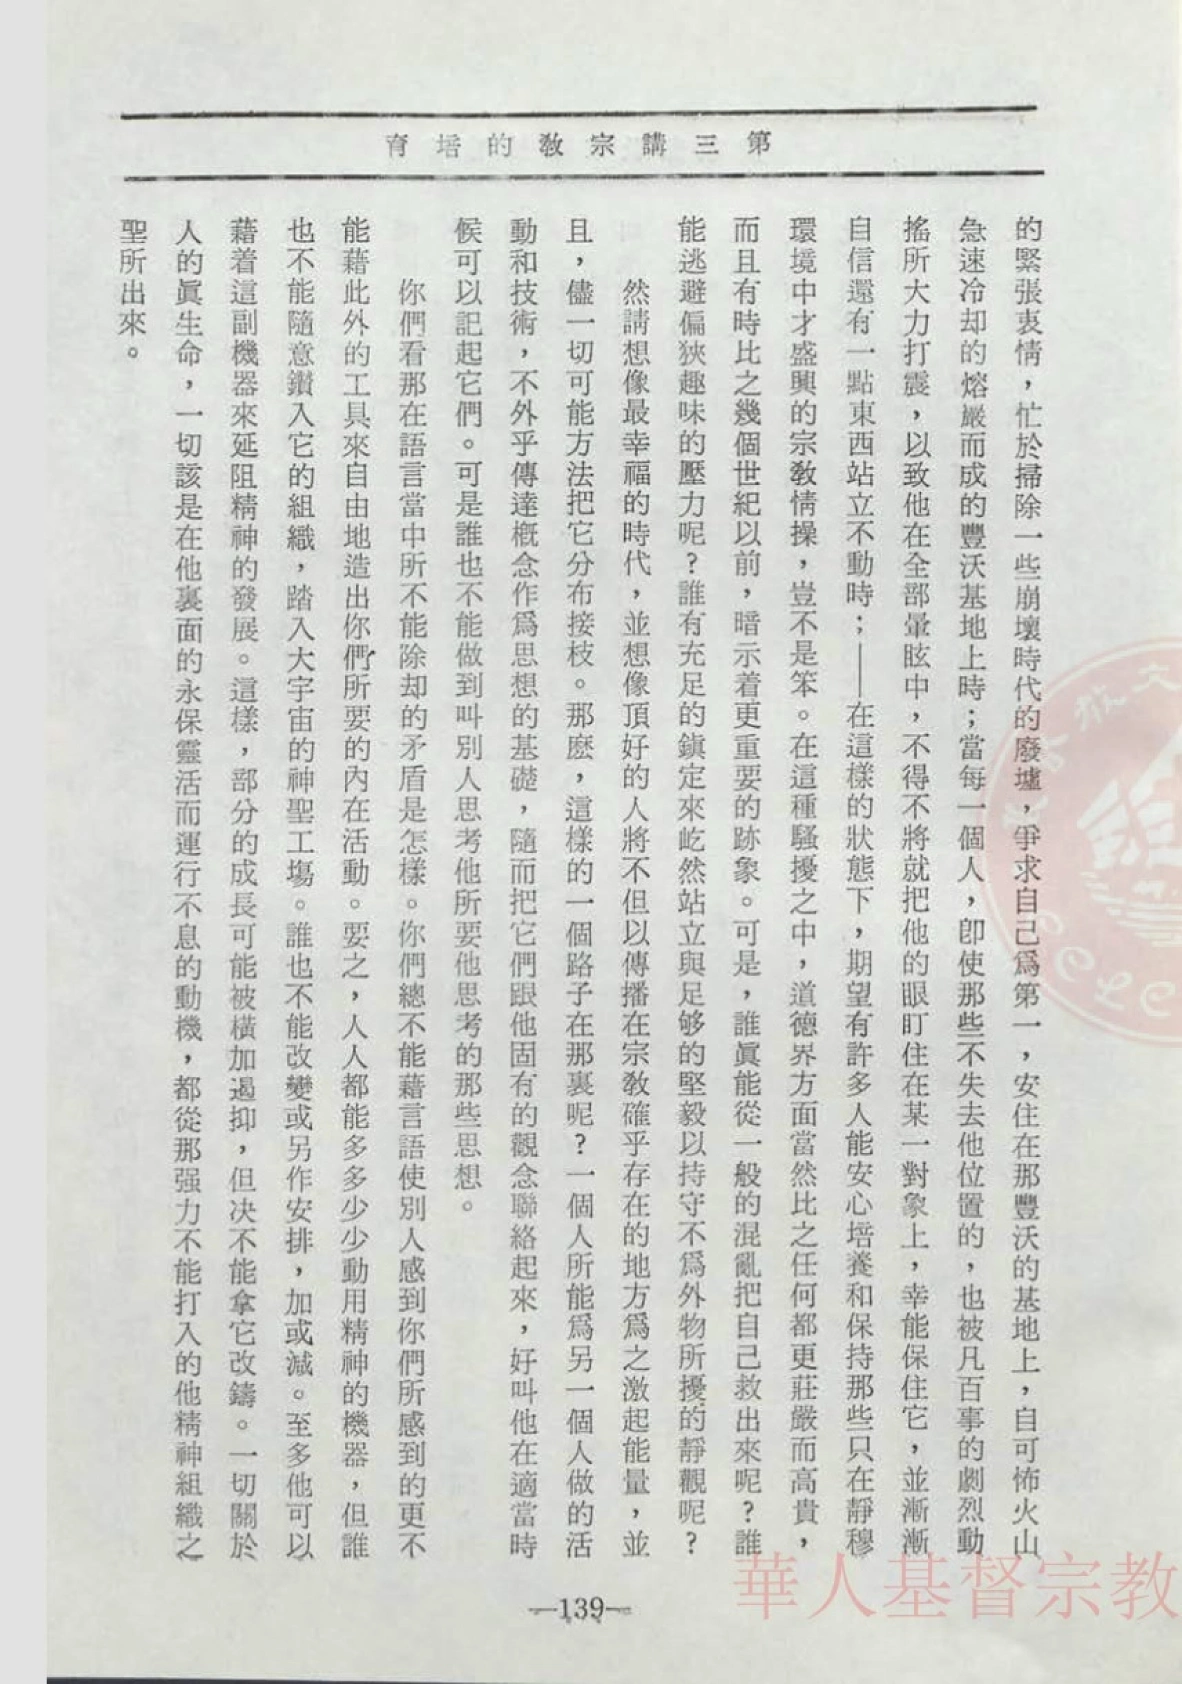 第三講宗教的培育
的緊張衷情，忙於掃除一些崩壞時代的廢墟，爭求自己爲第一，安住在那豐沃的基地上，自可怖火山
急速冷却的熔巖而成的豐沃基地上時；當每一個人，卽使那些不失去他位置的，也被凡百事的劇烈動
搖所大力打震，以致他在全部暈眩中，不得不將就把他的眼盯住在某一對象上，幸能保住它，並漸漸
自信還有一點東西站立不動時；——在這樣的狀態下，期望有許多人能安心培養和保持那些只在靜穆
環境中才盛興的宗教情操，豈不是笨。在這種騷擾之中，道德界方面當然比之任何都更莊嚴而高貴，
而且有時比之幾個世紀以前，暗示着更重要的跡象。可是，誰眞能從一般的混亂把自己救出來呢？誰
能逃避偏狹趣味的壓力呢？誰有充足的鎭定來屹然站立與足够的堅毅以持守不爲外物所擾的靜觀呢？
然請想像最幸福的時代，並想像頂好的人將不但以傳播在宗教確乎存在的地方爲之激起能量，並
且，儘一切可能方法把它分布接枝。那麽，這樣的一個路子在那裏呢？一個人所能爲另一個人做的活
動和技術，不外乎傳達槪念作爲思想的基礎，隨而把它們跟他固有的觀念聯絡起來，好叫他在適當時
候可以記起它們。可是誰也不能做到叫別人思考他所要他思考的那些思想。
你們看那在語言當中所不能除却的矛盾是怎樣。你們總不能藉言語使別人感到你們所感到的更不
能藉此外的工具來自由地造出你們所要的內在活動。要之，人人都能多多少少動用精神的機器，但誰
也不能隨意鑽入它的組織，踏入大宇宙的神聖工塲。誰也不能改變或另作安排，加或減。至多他可以
藉着這副機器來延阻精神的發展。這樣，部分的成長可能被橫加遏抑，但决不能拿它改鑄。一切關於
人的眞生命，一切該是在他裏面的永保靈活而運行不息的動機，都從那强力不能打入的他精神組織之
聖所出來。
—139—
華人基督宗教